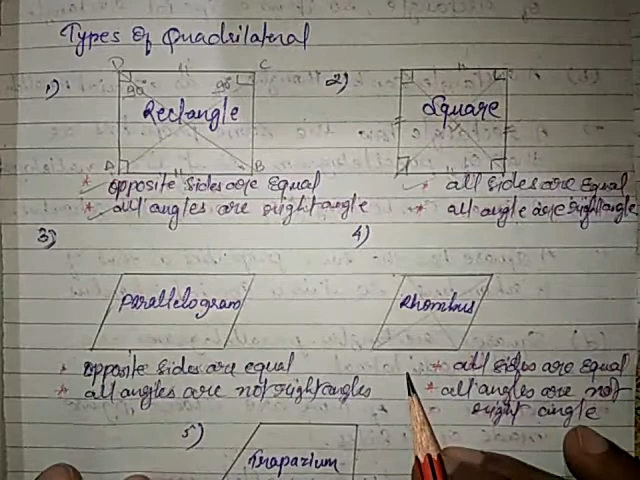 Types Of Quadrilateral
D C
1) 90° 90° 2)
Rectangle Square
A B
* opposite sides are equal * all sides are equal
* all angles are right angle * all angle are right angle
3) 4)
Parallelogram Rhombus
* opposite sides are equal * all sides are equal
* all angles are not right angles * all angles are not
right angle
5)
Trapazium